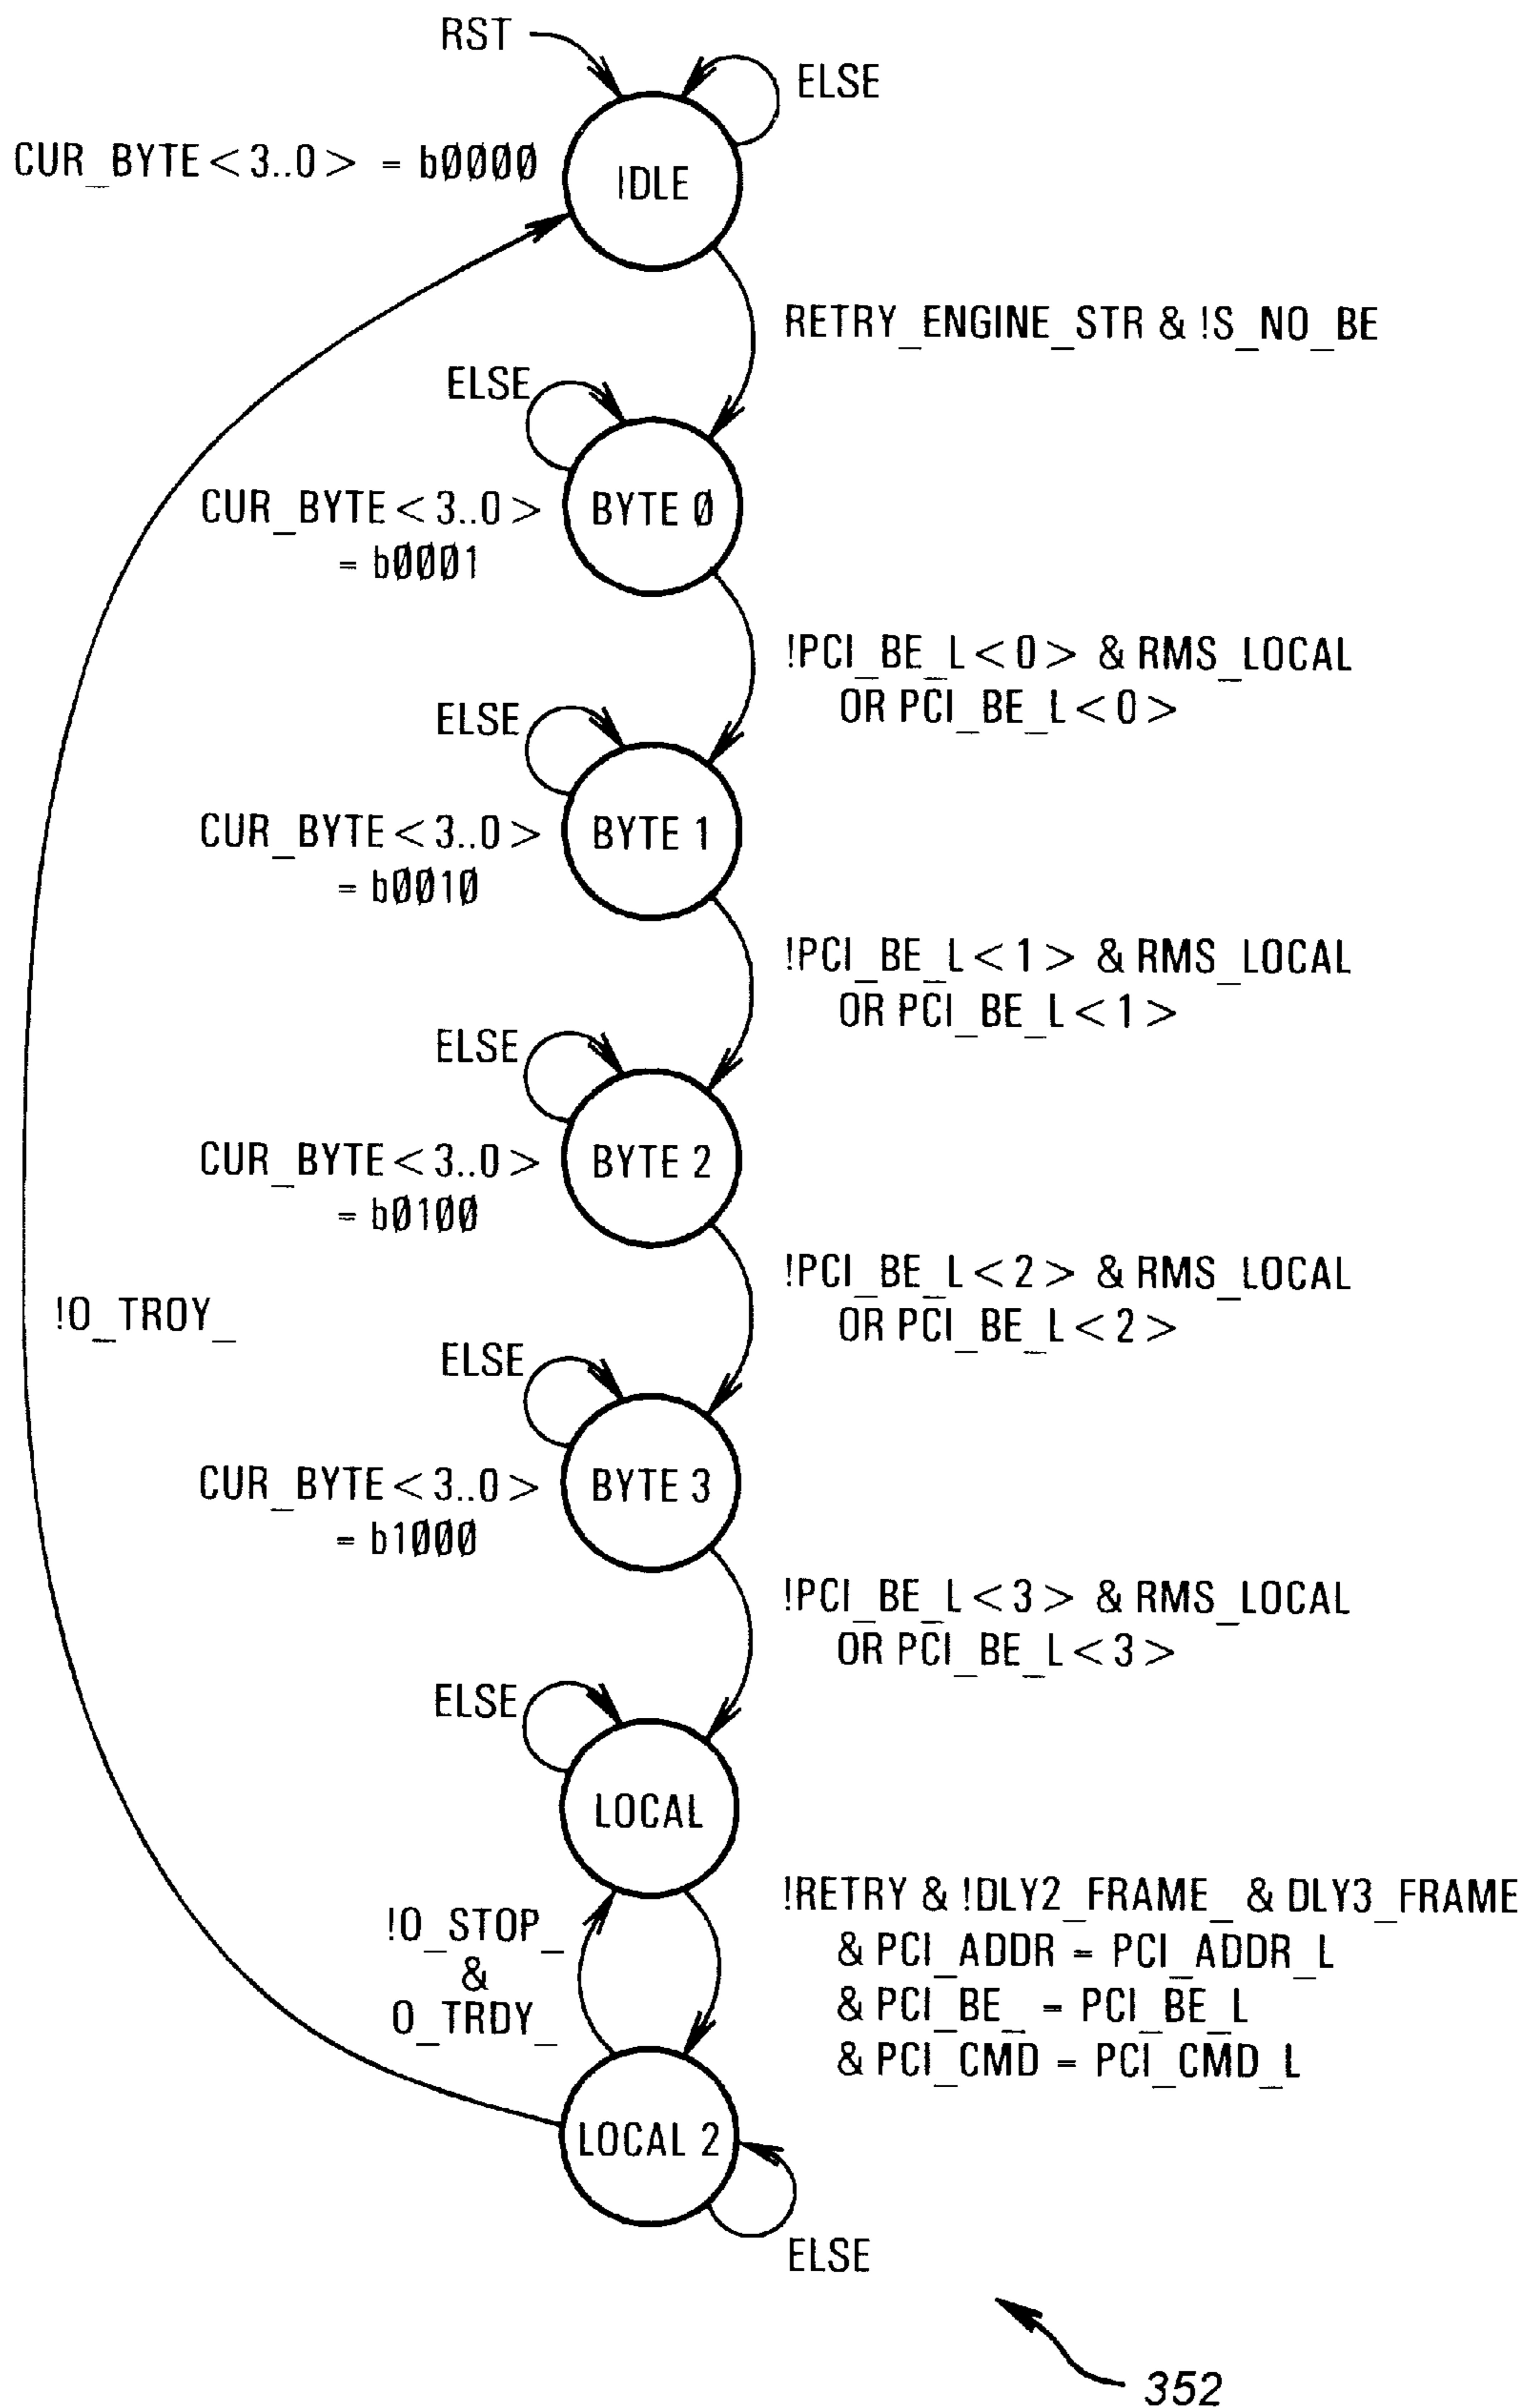 RST
ELSE
CUR_BYTE<3..0> = b0000
IDLE
RETRY_ENGINE_STR & !S_NO_BE
ELSE
CUR_BYTE<3..0>
= b0001
BYTE 0
!PCI_BE_L<0> & RMS_LOCAL
OR PCI_BE_L<0>
ELSE
CUR_BYTE<3..0>
= b0010
BYTE 1
!PCI_BE_L<1> & RMS_LOCAL
OR PCI_BE_L<1>
ELSE
CUR_BYTE<3..0>
= b0100
BYTE 2
!PCI_BE_L<2> & RMS_LOCAL
OR PCI_BE_L<2>
!O_TROY_
ELSE
CUR_BYTE<3..0>
= b1000
BYTE 3
!PCI_BE_L<3> & RMS_LOCAL
OR PCI_BE_L<3>
ELSE
LOCAL
!RETRY & !DLY2_FRAME_ & DLY3_FRAME
& PCI_ADDR = PCI_ADDR_L
& PCI_BE_ = PCI_BE_L
& PCI_CMD = PCI_CMD_L
!O_STOP_
&
O_TRDY_
LOCAL 2
ELSE
352